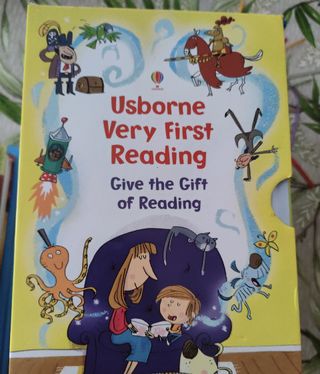 Usborne
Very First
Reading
Give the Gift
of Reading